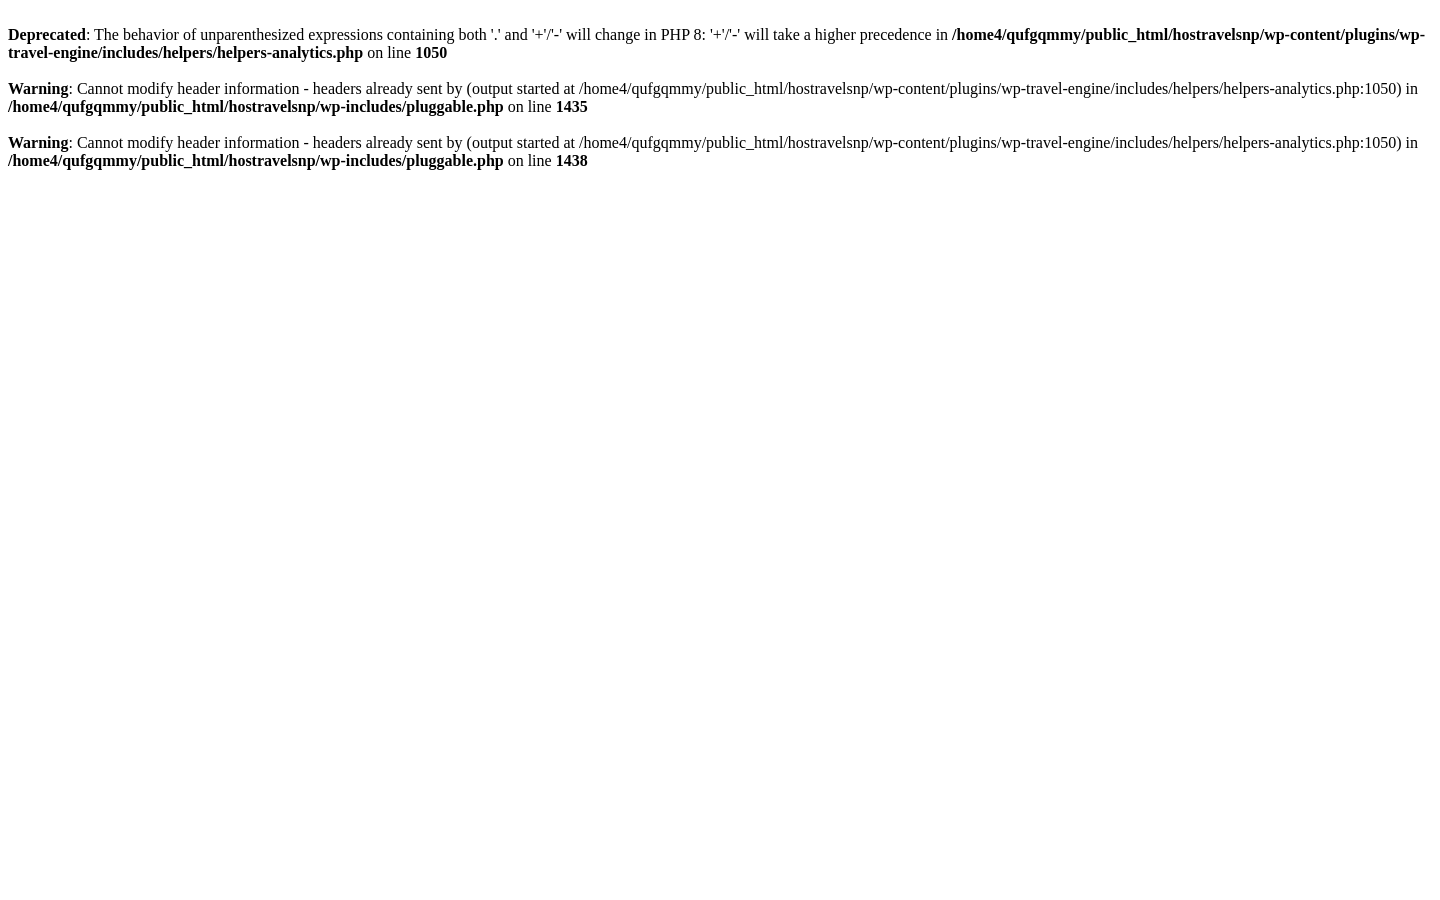 Deprecated: The behavior of unparenthesized expressions containing both '.' and '+'/'-' will change in PHP 8: '+'/'-' will take a higher precedence in /home4/qufgqmmy/public_html/hostravelsnp/wp-content/plugins/wp-
travel-engine/includes/helpers/helpers-analytics.php on line 1050
Warning: Cannot modify header information - headers already sent by (output started at /home4/qufgqmmy/public_html/hostravelsnp/wp-content/plugins/wp-travel-engine/includes/helpers/helpers-analytics.php:1050) in
/home4/qufgqmmy/public_html/hostravelsnp/wp-includes/pluggable.php on line 1435
Warning: Cannot modify header information - headers already sent by (output started at /home4/qufgqmmy/public_html/hostravelsnp/wp-content/plugins/wp-travel-engine/includes/helpers/helpers-analytics.php:1050) in
/home4/qufgqmmy/public_html/hostravelsnp/wp-includes/pluggable.php on line 1438